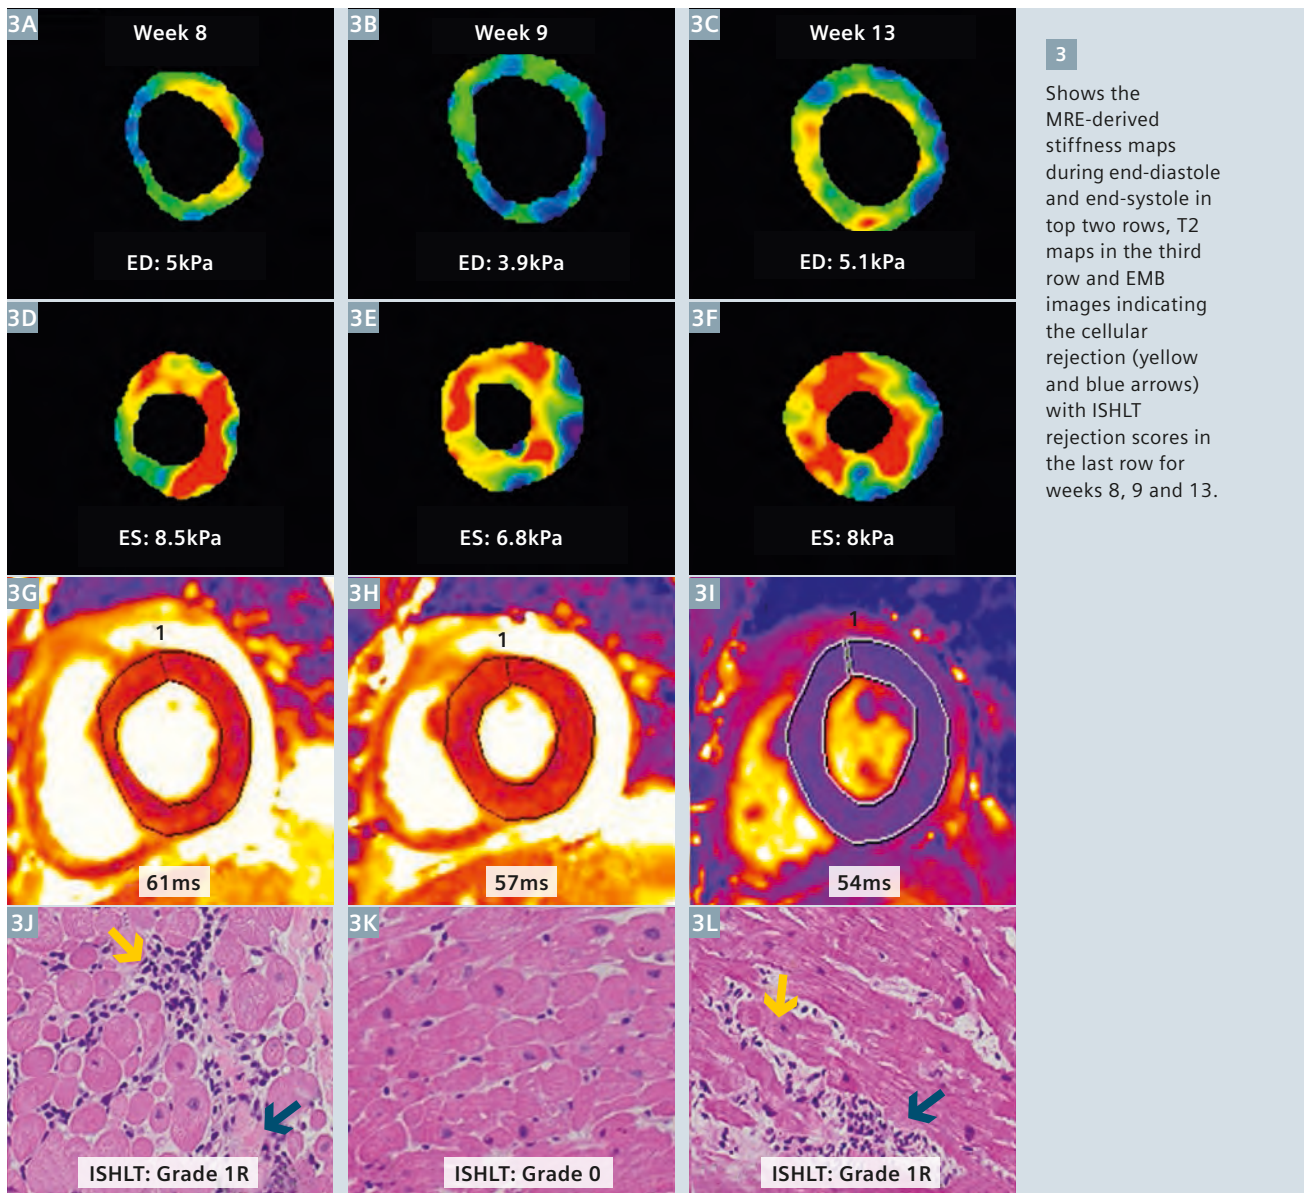 3A
Week 8
ED: 5kPa
3B
Week 9
ED: 3.9kPa
3C
Week 13
ED: 5.1kPa
3D
ES: 8.5kPa
3E
ES: 6.8kPa
3F
ES: 8kPa
3G
1
61ms
3H
1
57ms
3I
1
54ms
3J
ISHLT: Grade 1R
3K
ISHLT: Grade 0
3L
ISHLT: Grade 1R
3
Shows the
MRE-derived
stiffness maps
during end-diastole
and end-systole in
top two rows, T2
maps in the third
row and EMB
images indicating
the cellular
rejection (yellow
and blue arrows)
with ISHLT
rejection scores in
the last row for
weeks 8, 9 and 13.